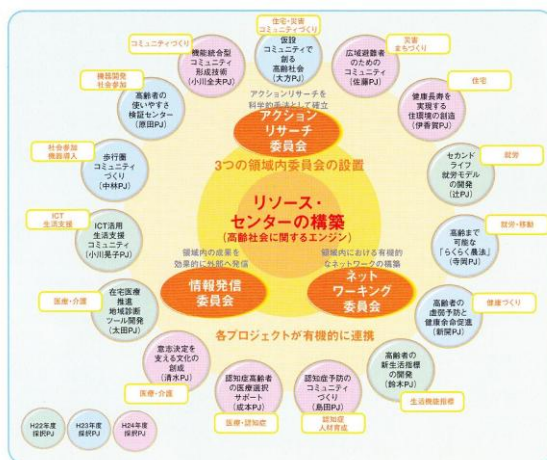 住宅・災害
コミュニティづくり
仮設
コミュニティで
創る
高齢社会
(大方PJ)
災害
まちづくり
広域避難者
のための
コミュニティ
(佐藤PJ)
住宅
健康長寿を
実現する
住環境の創造
(伊香賀PJ)
就労
セカンド
ライフ
就労モデル
の開発
(辻PJ)
就労・移動
高齢まで
可能な
「らくらく農法」
(寺岡PJ)
健康づくり
高齢者の
虚弱予防と
健康余命促進
(新開PJ)
高齢者の
新生活指標
の開発
(鈴木PJ)
生活機能指標
認知症予防の
コミュニティ
づくり
(島田PJ)
認知症
人材育成
認知症高齢者
の医療選択
サポート
(成本PJ)
医療・認知症
意志決定を
支える文化の
創成
(清水PJ)
医療・介護
医療・介護
在宅医療
推進
地域診断
ツール開発
(太田PJ)
ICT
生活支援
ICT活用
生活支援
コミュニティ
(小川晃子PJ)
社会参加
機器導入
歩行圏
コミュニティ
づくり
(中林PJ)
機器開発
社会参加
高齢者の
使いやすさ
検証センター
(原田PJ)
コミュニティづくり
機能統合型
コミュニティ
形成技術
(小川全夫PJ)
アクションリサーチを
科学的手法として確立
アクション
リサーチ
委員会
3つの領域内委員会の設置
リソース・
センターの構築
(高齢社会に関するエンジン)
領域内の成果を
効果的に外部へ発信
情報発信
委員会
領域内における有機的
なネットワークの構築
ネット
ワーキング
委員会
各プロジェクトが有機的に連携
H22年度
採択PJ
H23年度
採択PJ
H24年度
採択PJ